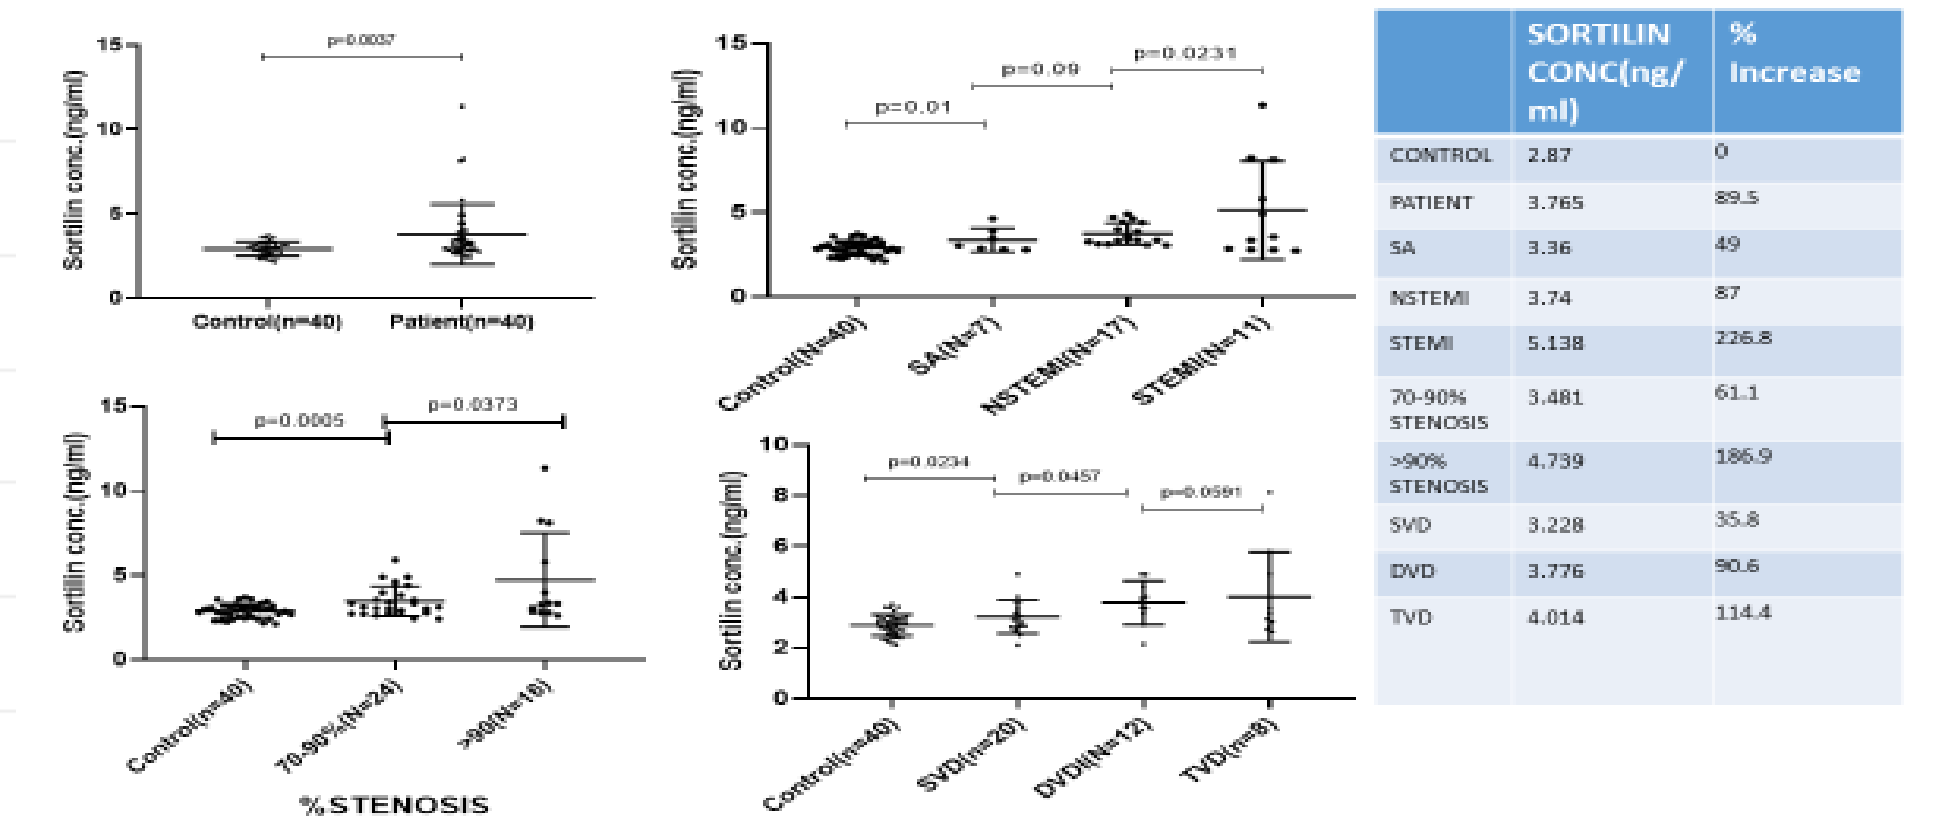 p=0.0037
15
10
5
0
Sortilin conc.(ng/ml)
Control(n=40)
Patient(n=40)
p=0.01
p=0.09
p=0.0231
15
10
5
0
Sortilin conc.(ng/ml)
Control(N=40)
SA(N=7)
NSTEMI(N=17)
STEMI(N=11)
p=0.0005
p=0.0373
15
10
5
0
Sortilin conc.(ng/ml)
Control(n=40)
70-90%(N=24)
>90(N=16)
%STENOSIS
p=0.0234
p=0.0457
p=0.0591
10
8
6
4
2
0
Sortilin conc.(ng/ml)
Control(n=40)
SVD(n=20)
DVD(N=12)
TVD(n=8)
SORTILIN %
CONC(ng/ Increase
ml)
CONTROL 2.87 0
PATIENT 3.765 89.5
SA 3.36 49
NSTEMI 3.74 87
STEMI 5.138 226.8
70-90% 3.481 61.1
STENOSIS
>90% 4.739 186.9
STENOSIS
SVD 3.228 35.8
DVD 3.776 90.6
TVD 4.014 114.4